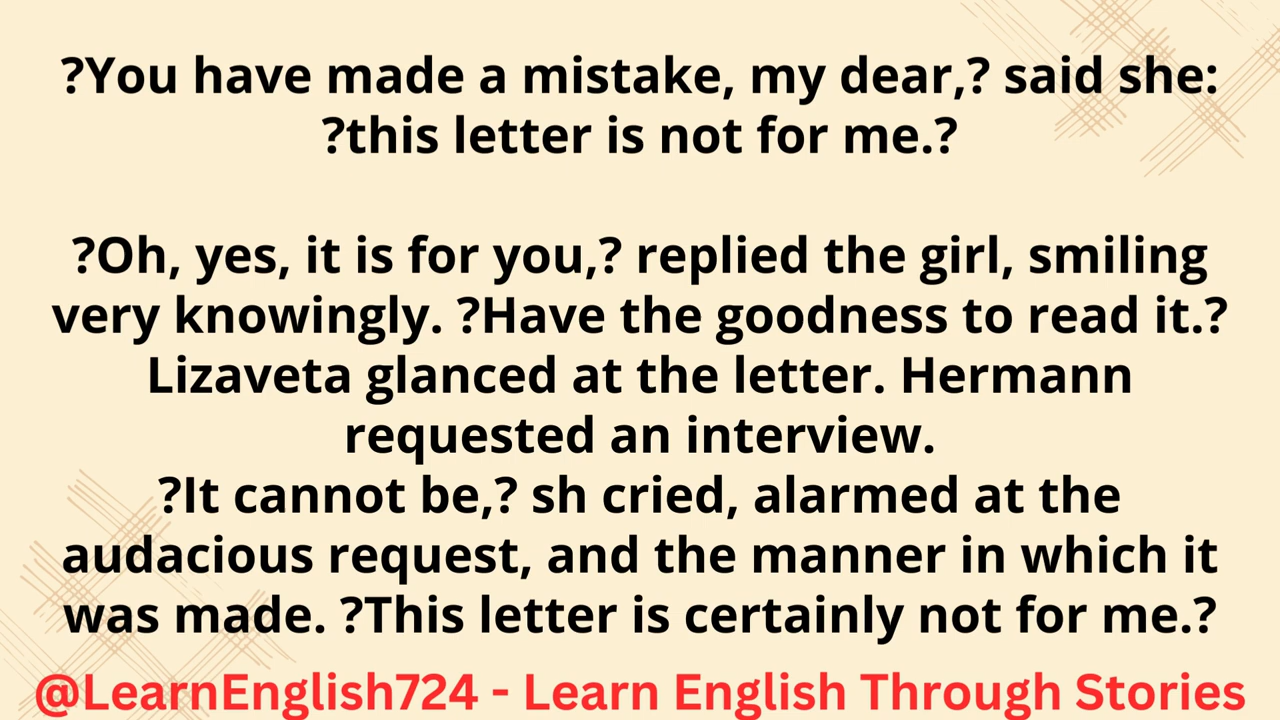 ?You have made a mistake, my dear,? said she:
?this letter is not for me.?
?Oh, yes, it is for you,? replied the girl, smiling
very knowingly. ?Have the goodness to read it.?
Lizaveta glanced at the letter. Hermann
requested an interview.
?It cannot be,? sh cried, alarmed at the
audacious request, and the manner in which it
was made. ?This letter is certainly not for me.?
@LearnEnglish724 - Learn English Through Stories